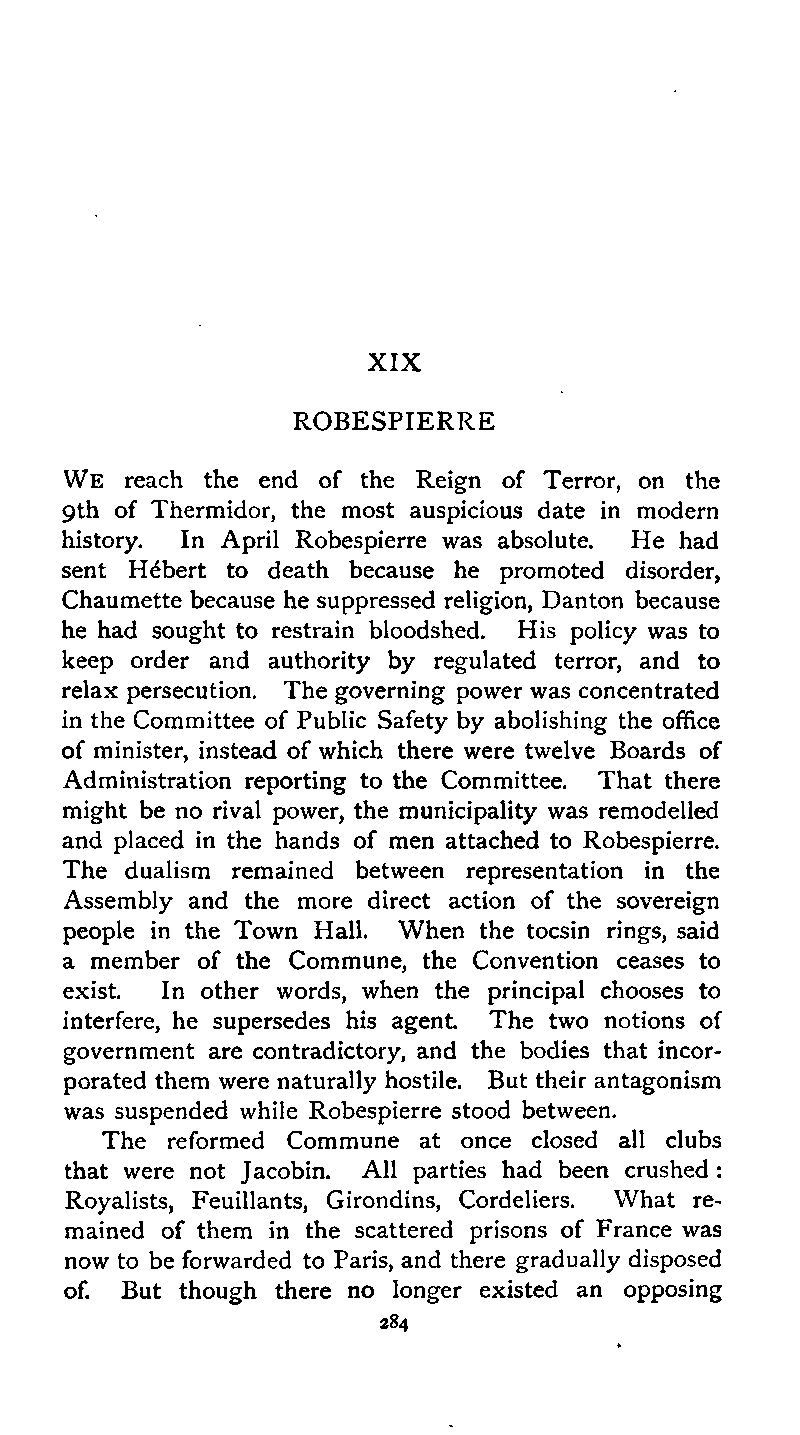 XIX
ROBESPIERRE
WE reach the end of the Reign of Terror, on the
9th of Thermidor, the most auspicious date in modern
history. In April Robespierre was absolute. He had
sent Hébert to death because he promoted disorder,
Chaumette because he suppressed religion, Danton because
he had sought to restrain bloodshed. His policy was to
keep order and authority by regulated terror, and to
relax persecution. The governing power was concentrated
in the Committee of Public Safety by abolishing the office
of minister, instead of which there were twelve Boards of
Administration reporting to the Committee. That there
might be no rival power, the municipality was remodelled
and placed in the hands of men attached to Robespierre.
The dualism remained between representation in the
Assembly and the more direct action of the sovereign
people in the Town Hall. When the tocsin rings, said
a member of the Commune, the Convention ceases to
exist. In other words, when the principal chooses to
interfere, he supersedes his agent. The two notions of
government are contradictory, and the bodies that incor-
porated them were naturally hostile. But their antagonism
was suspended while Robespierre stood between.
The reformed Commune at once closed all clubs
that were not Jacobin. All parties had been crushed :
Royalists, Feuillants, Girondins, Cordeliers. What re-
mained of them in the scattered prisons of France was
now to be forwarded to Paris, and there gradually disposed
of. But though there no longer existed an opposing
284